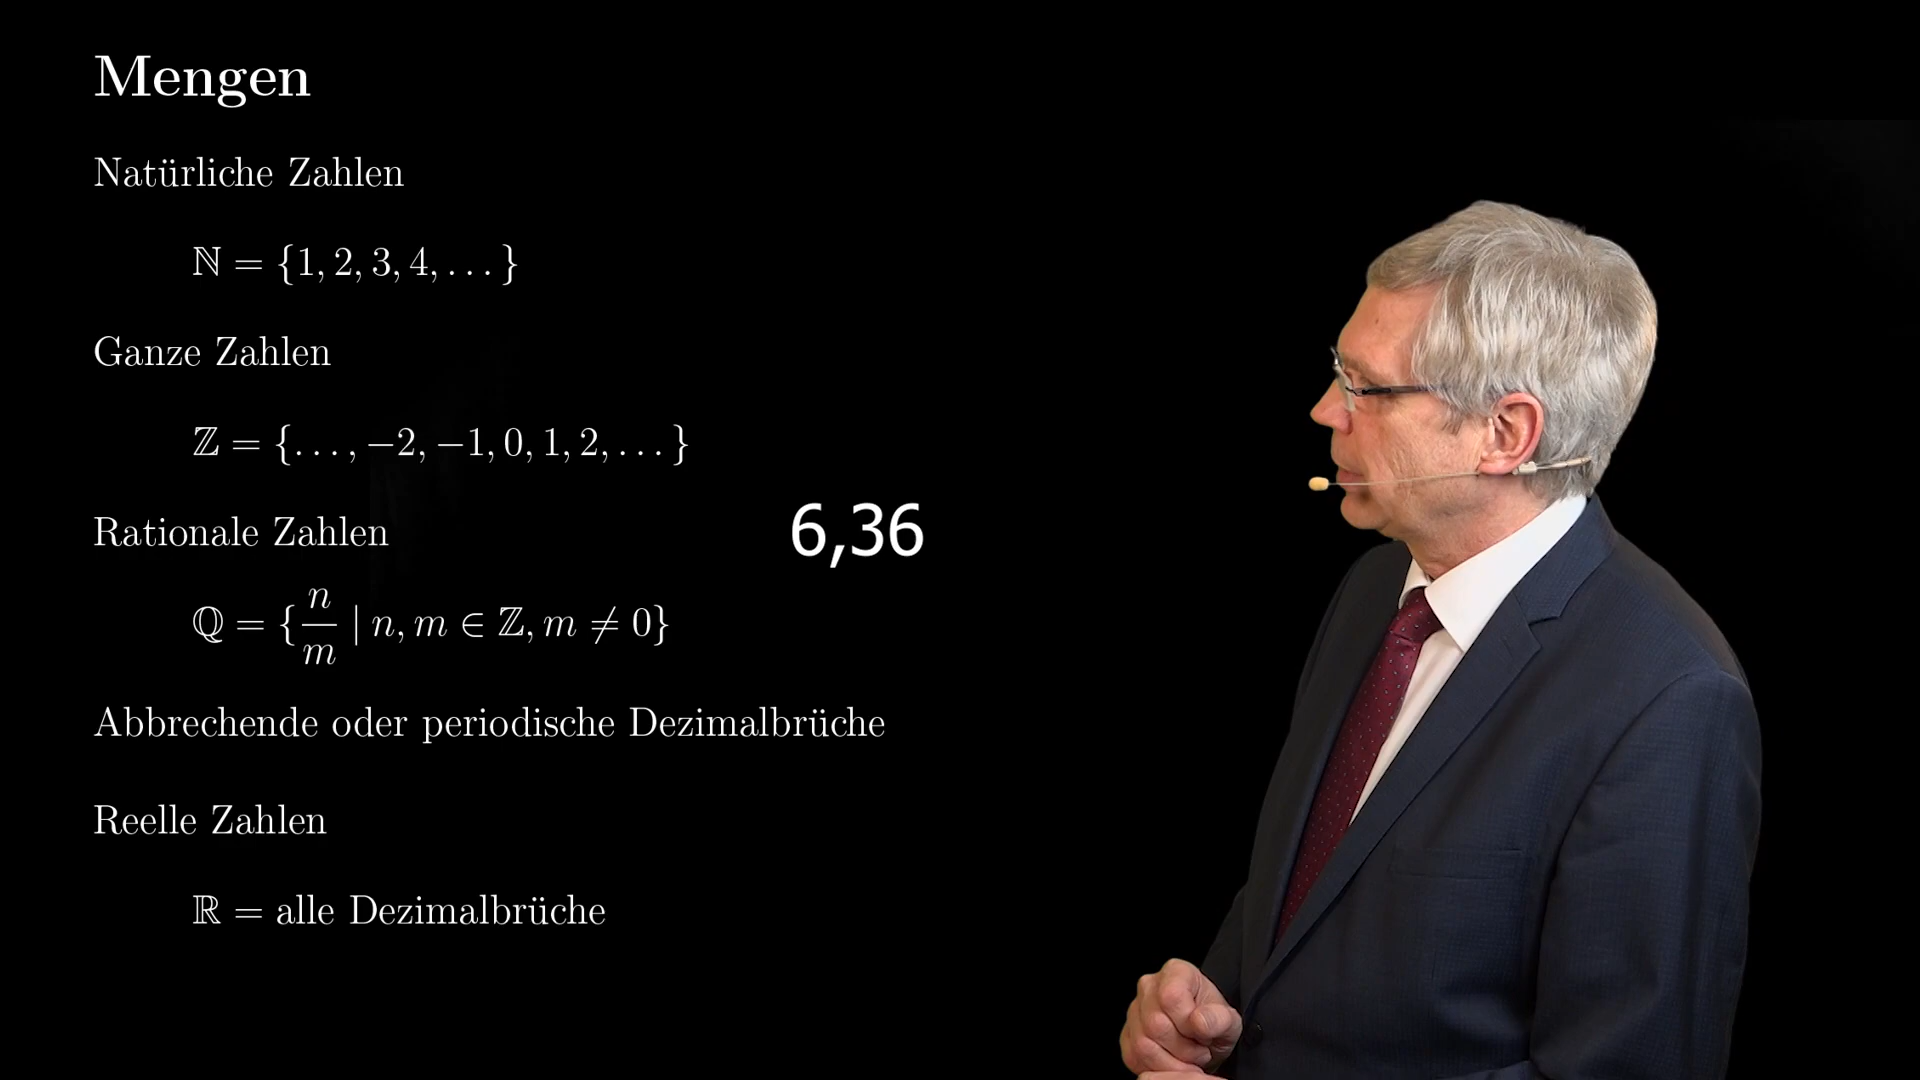 Mengen
Natürliche Zahlen
ℕ = {1, 2, 3, 4, . . . }
Ganze Zahlen
ℤ = {. . . , −2, −1, 0, 1, 2, . . . }
Rationale Zahlen
6,36
ℚ = {n/m | n, m ∈ ℤ, m ≠ 0}
Abbrechende oder periodische Dezimalbrüche
Reelle Zahlen
ℝ = alle Dezimalbrüche